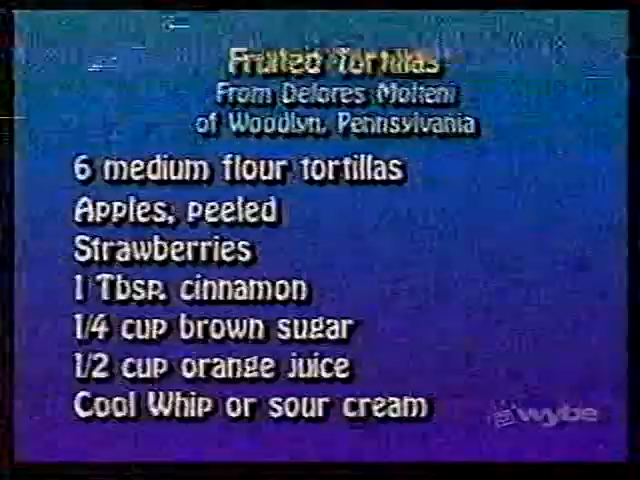 Fruited Tortillas
From Delores Molteni
of Woodlyn, Pennsylvania
6 medium flour tortillas
Apples, peeled
Strawberries
1 Tbsp. cinnamon
1/4 cup brown sugar
1/2 cup orange juice
Cool Whip or sour cream
wybe